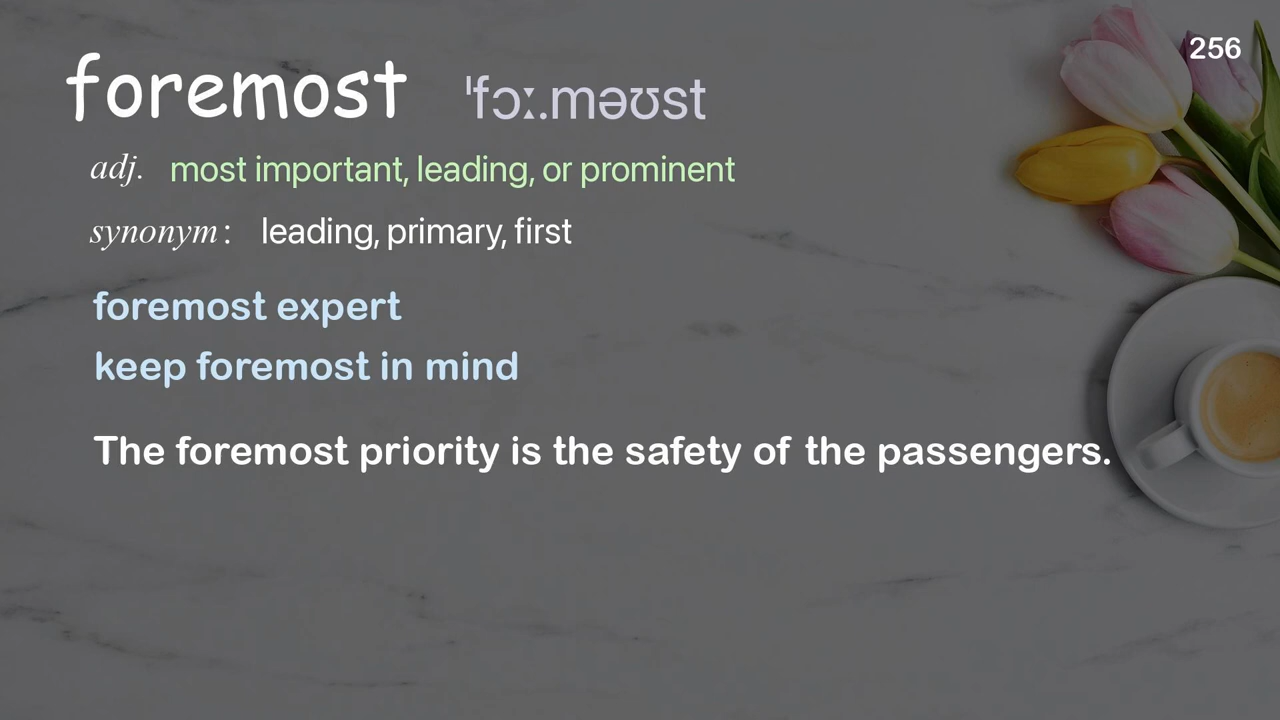 256
foremost ˈfɔː.məʊst
adj. most important, leading, or prominent
synonym: leading, primary, first
foremost expert
keep foremost in mind
The foremost priority is the safety of the passengers.